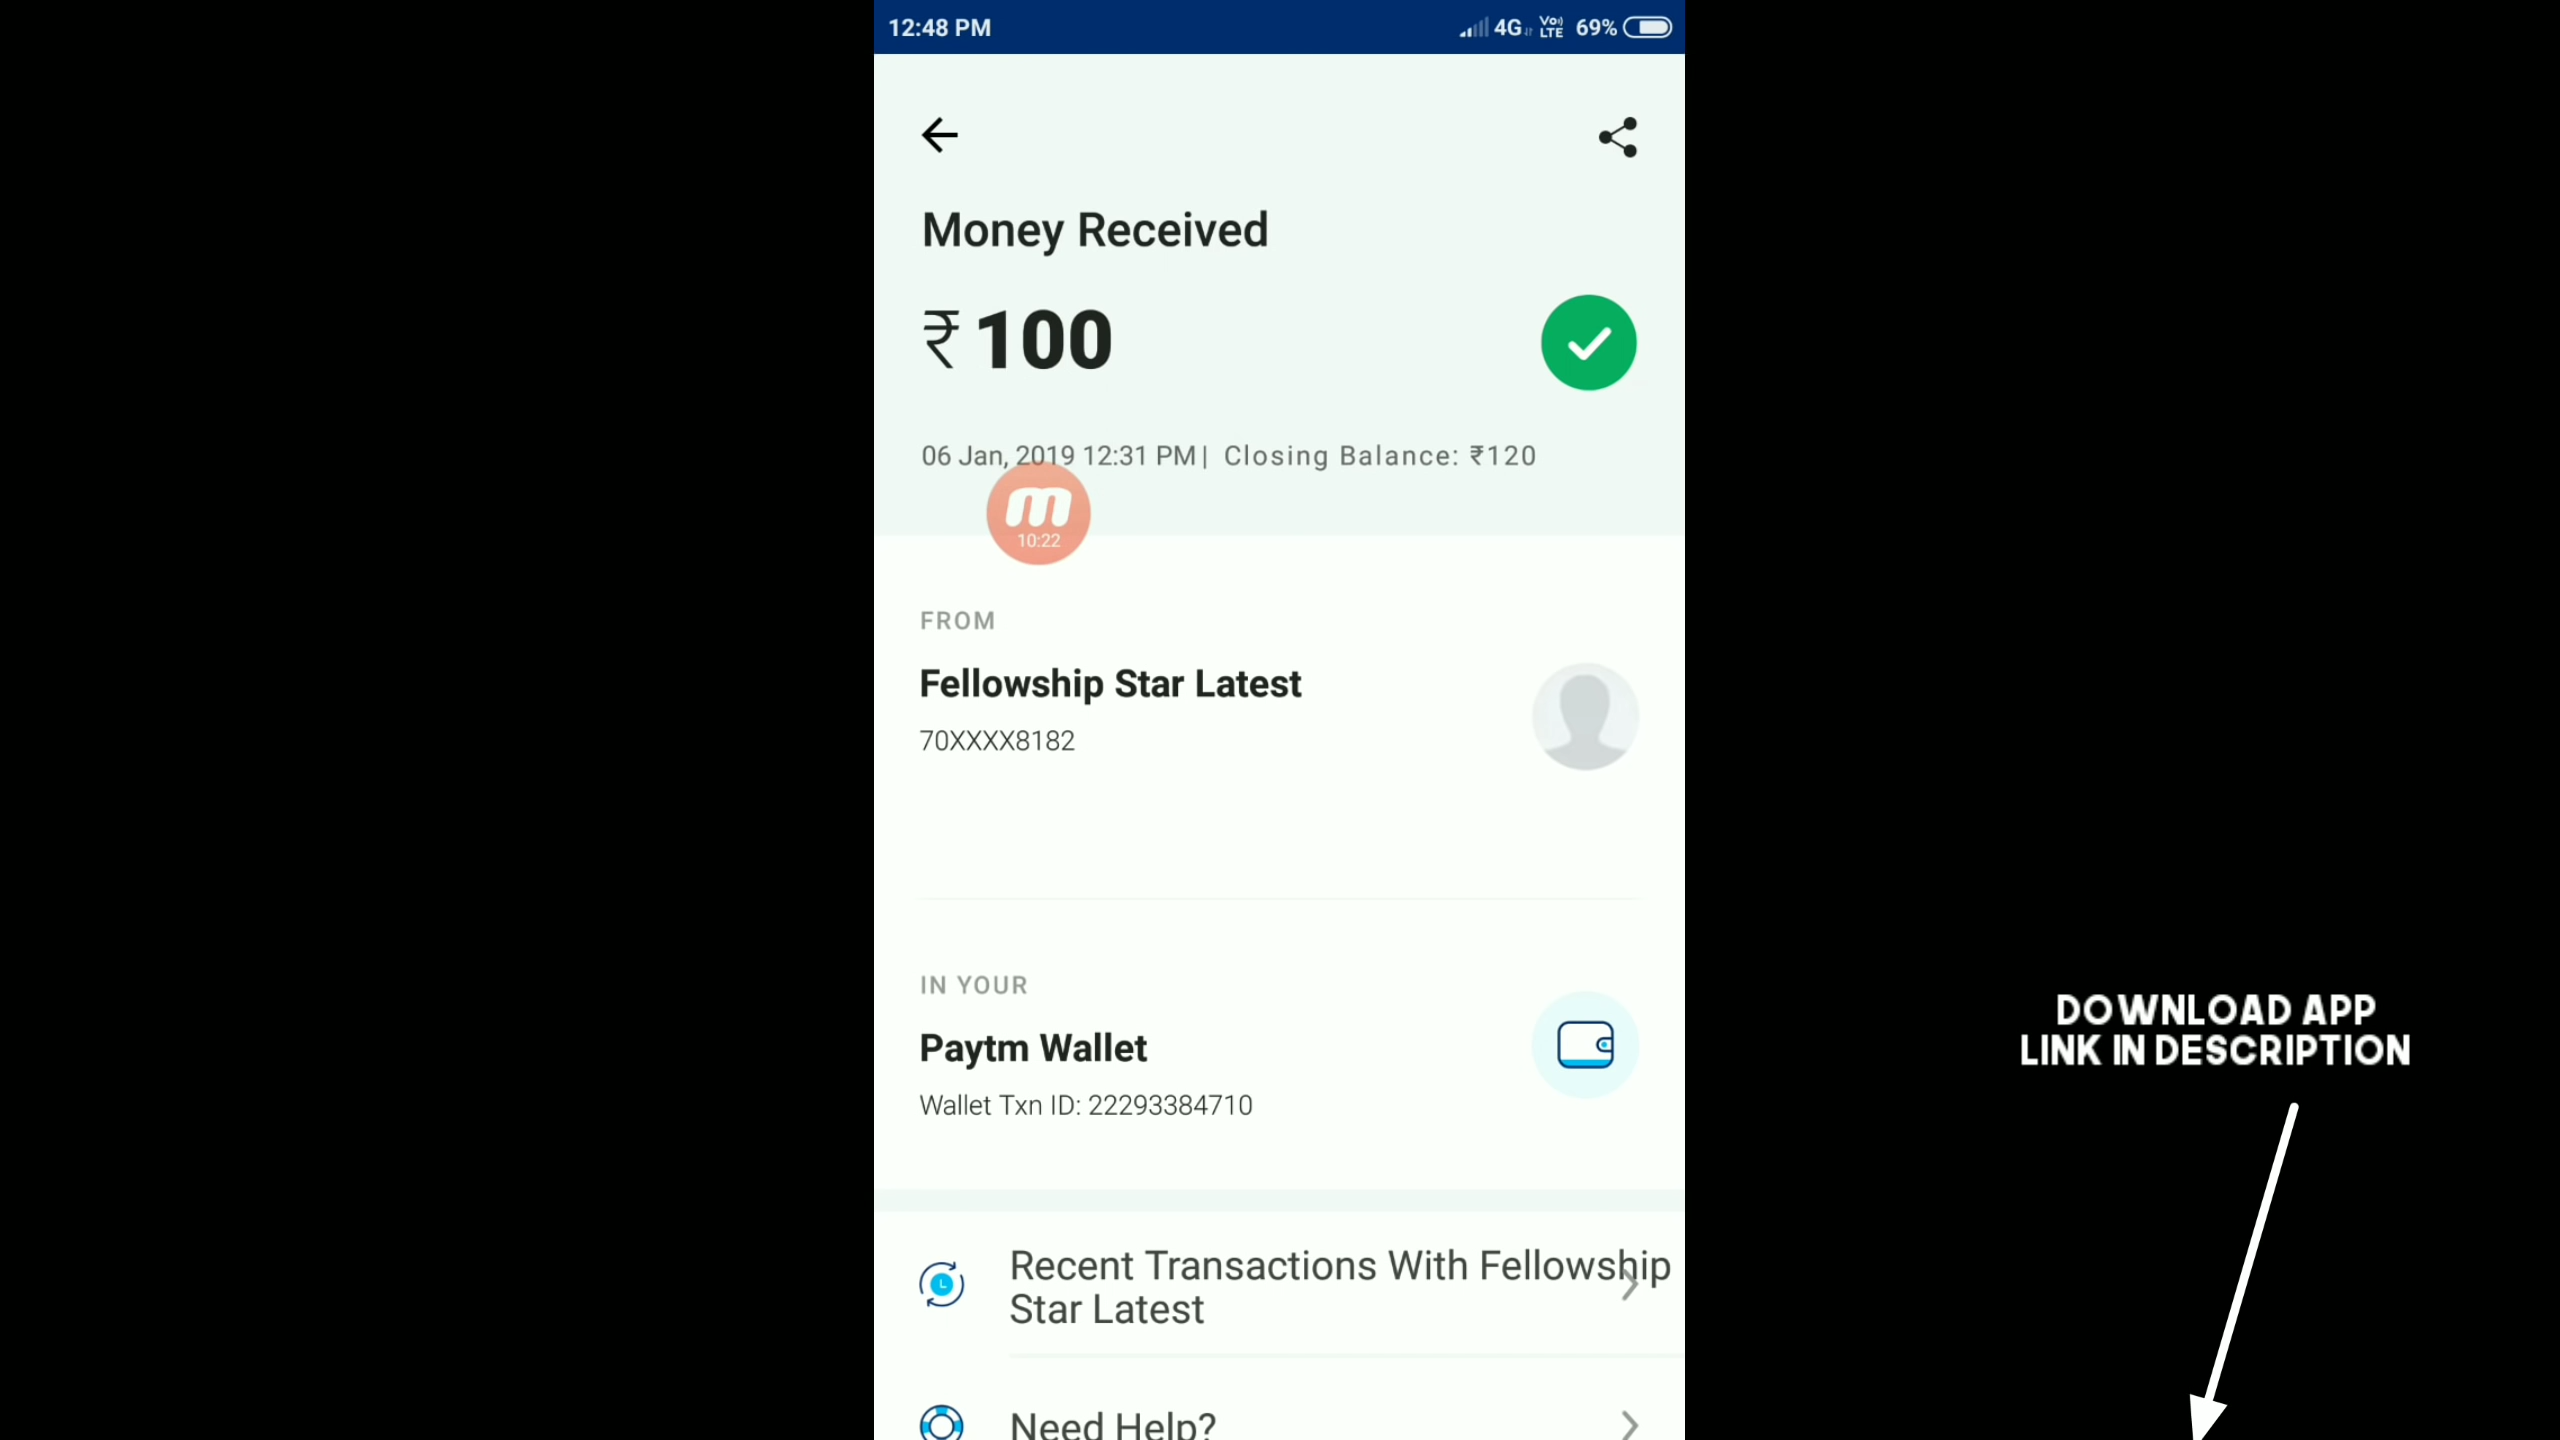 12:48 PM
4G Vo) LTE 69%
Money Received
₹100
06 Jan, 2019 12:31 PM| Closing Balance: ₹120
m
10:22
FROM
Fellowship Star Latest
70XXXX8182
IN YOUR
Paytm Wallet
Wallet Txn ID: 22293384710
Recent Transactions With Fellowship
Star Latest
Need Help?
DOWNLOAD APP
LINK IN DESCRIPTION